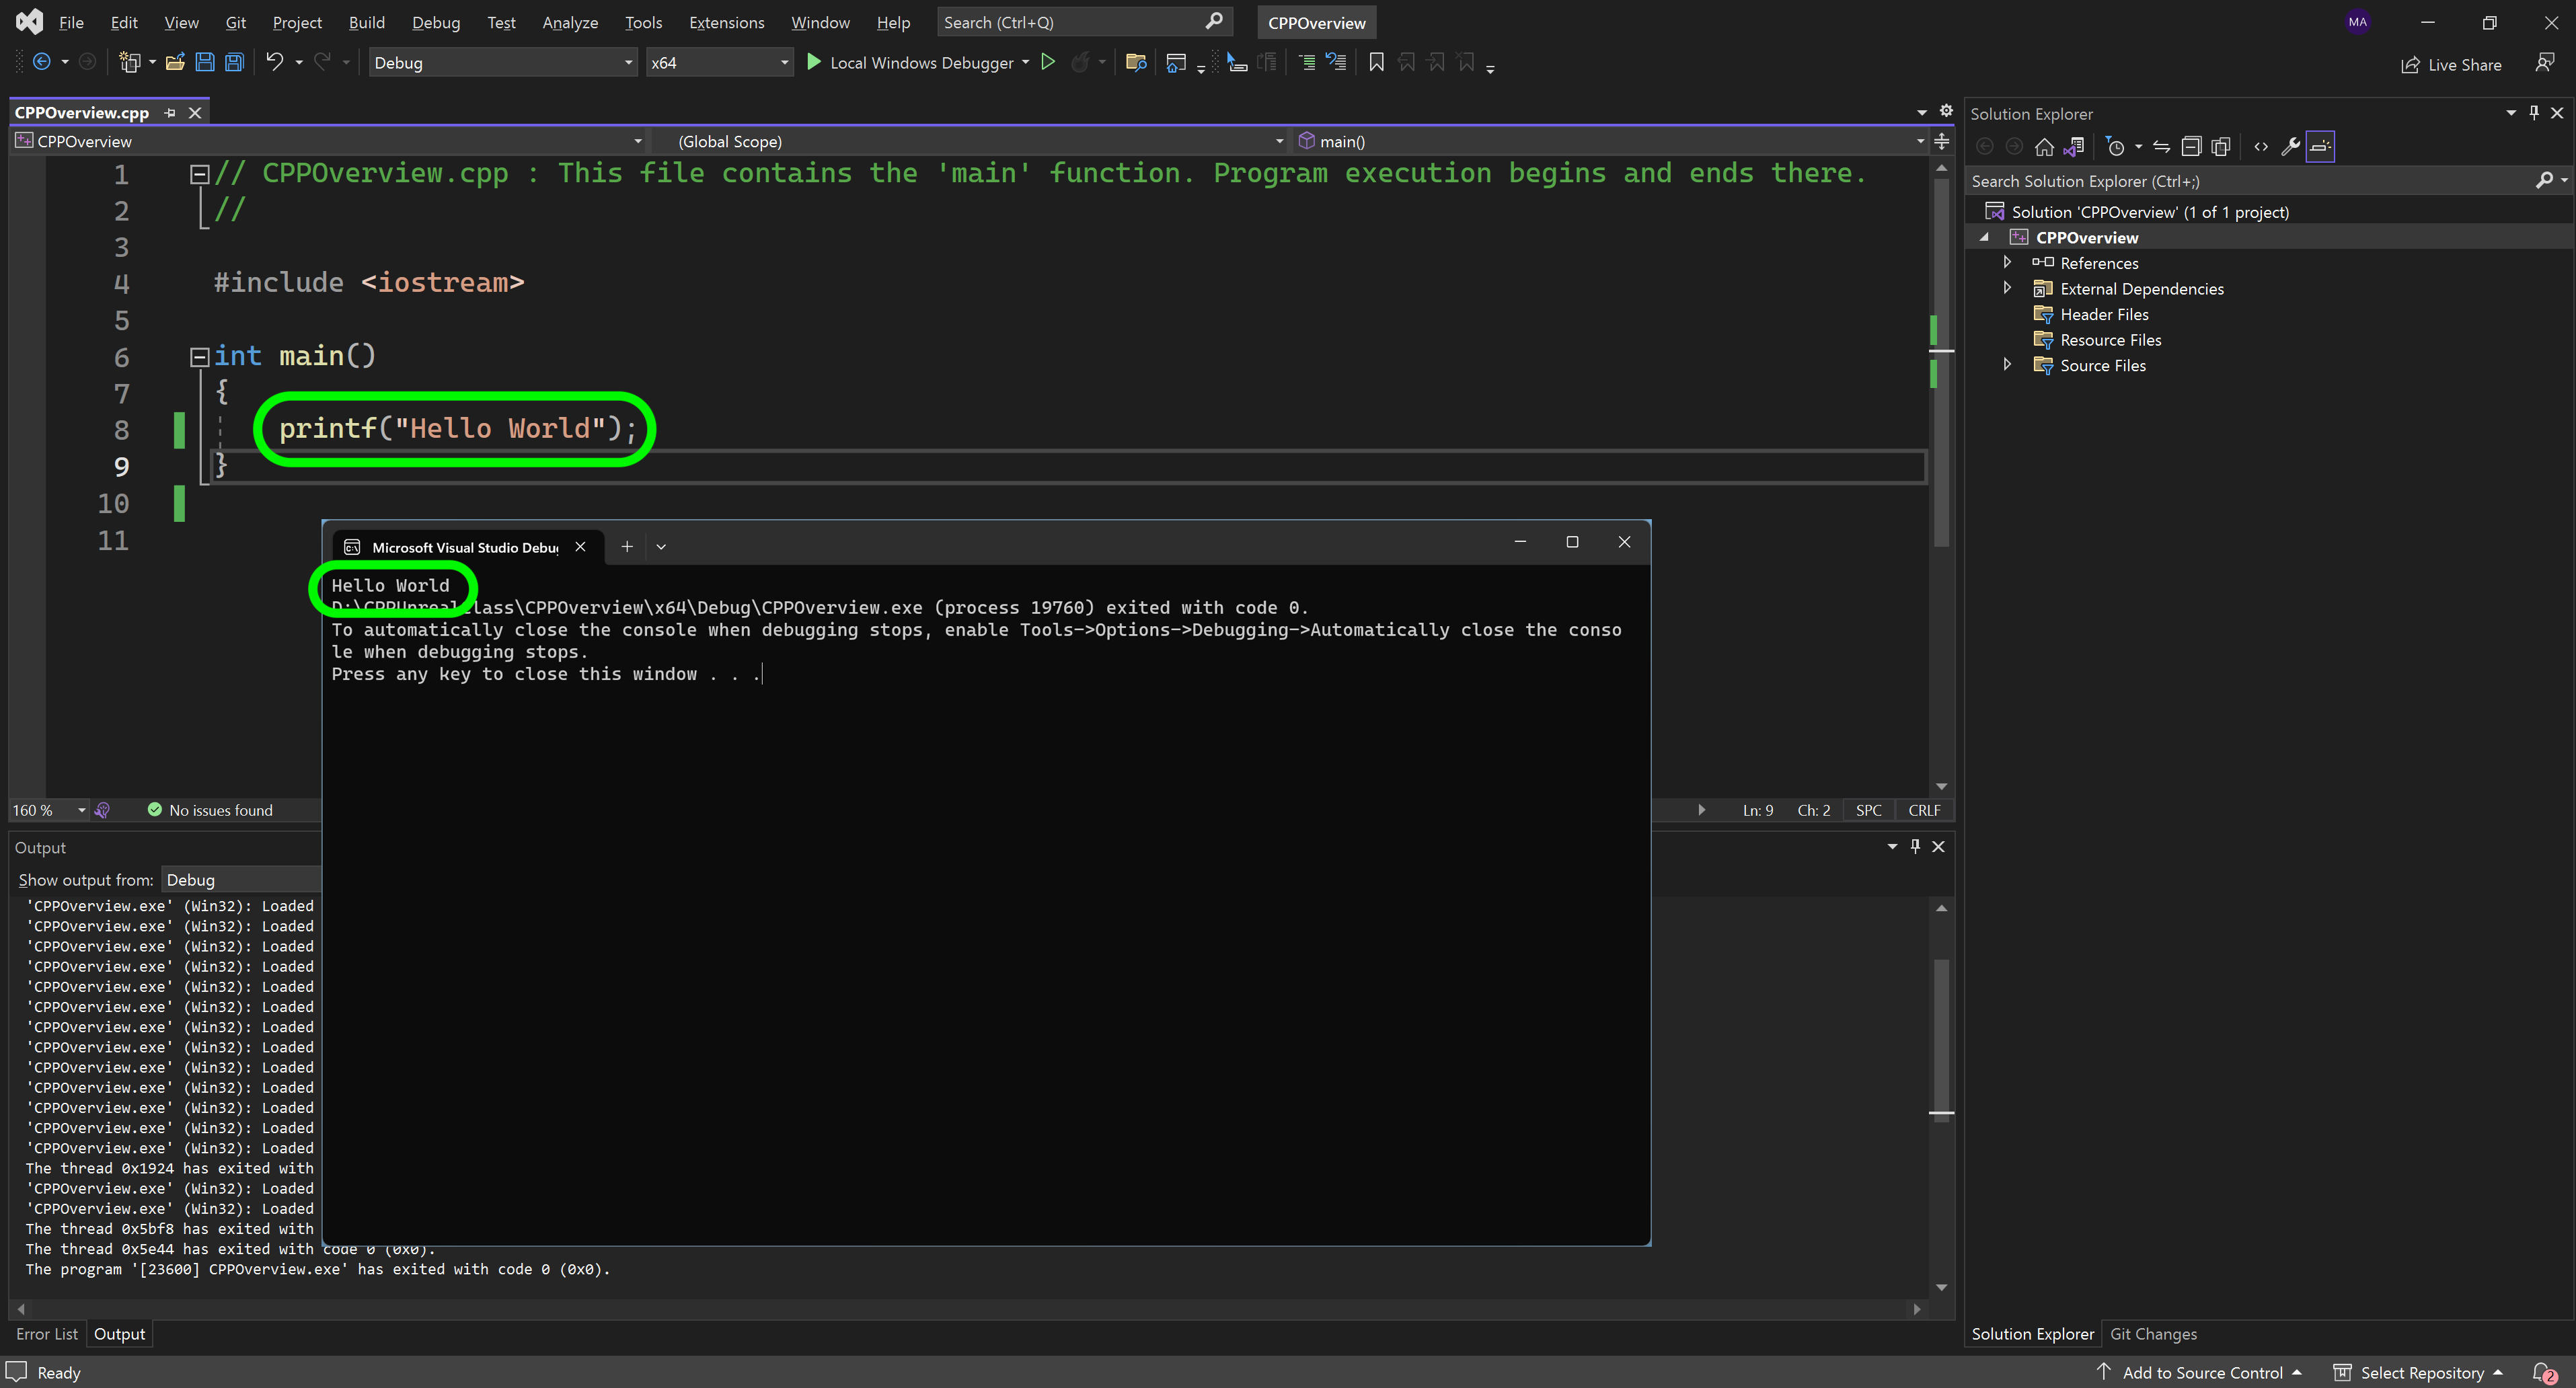 File Edit View Git Project Build Debug Test Analyze Tools Extensions Window Help Search (Ctrl+Q) CPPOverview MA
Debug x64 Local Windows Debugger Live Share
CPPOverview.cpp
CPPOverview (Global Scope) main()
1 // CPPOverview.cpp : This file contains the 'main' function. Program execution begins and ends there.
2 //
3
4 #include <iostream>
5
6 int main()
7 {
8 printf("Hello World");
9 }
10
11
Microsoft Visual Studio Debu
Hello World
D:\CPPUnrealClass\CPPOverview\x64\Debug\CPPOverview.exe (process 19760) exited with code 0.
To automatically close the console when debugging stops, enable Tools->Options->Debugging->Automatically close the conso
le when debugging stops.
Press any key to close this window . . .
160 % No issues found Ln: 9 Ch: 2 SPC CRLF
Output
Show output from: Debug
'CPPOverview.exe' (Win32): Loaded
'CPPOverview.exe' (Win32): Loaded
'CPPOverview.exe' (Win32): Loaded
'CPPOverview.exe' (Win32): Loaded
'CPPOverview.exe' (Win32): Loaded
'CPPOverview.exe' (Win32): Loaded
'CPPOverview.exe' (Win32): Loaded
'CPPOverview.exe' (Win32): Loaded
'CPPOverview.exe' (Win32): Loaded
'CPPOverview.exe' (Win32): Loaded
'CPPOverview.exe' (Win32): Loaded
'CPPOverview.exe' (Win32): Loaded
'CPPOverview.exe' (Win32): Loaded
The thread 0x1924 has exited with
'CPPOverview.exe' (Win32): Loaded
'CPPOverview.exe' (Win32): Loaded
The thread 0x5bf8 has exited with
The thread 0x5e44 has exited with code 0 (0x0).
The program '[23600] CPPOverview.exe' has exited with code 0 (0x0).
Error List Output
Solution Explorer
Search Solution Explorer (Ctrl+;)
Solution 'CPPOverview' (1 of 1 project)
CPPOverview
References
External Dependencies
Header Files
Resource Files
Source Files
Solution Explorer Git Changes
Ready Add to Source Control Select Repository 2